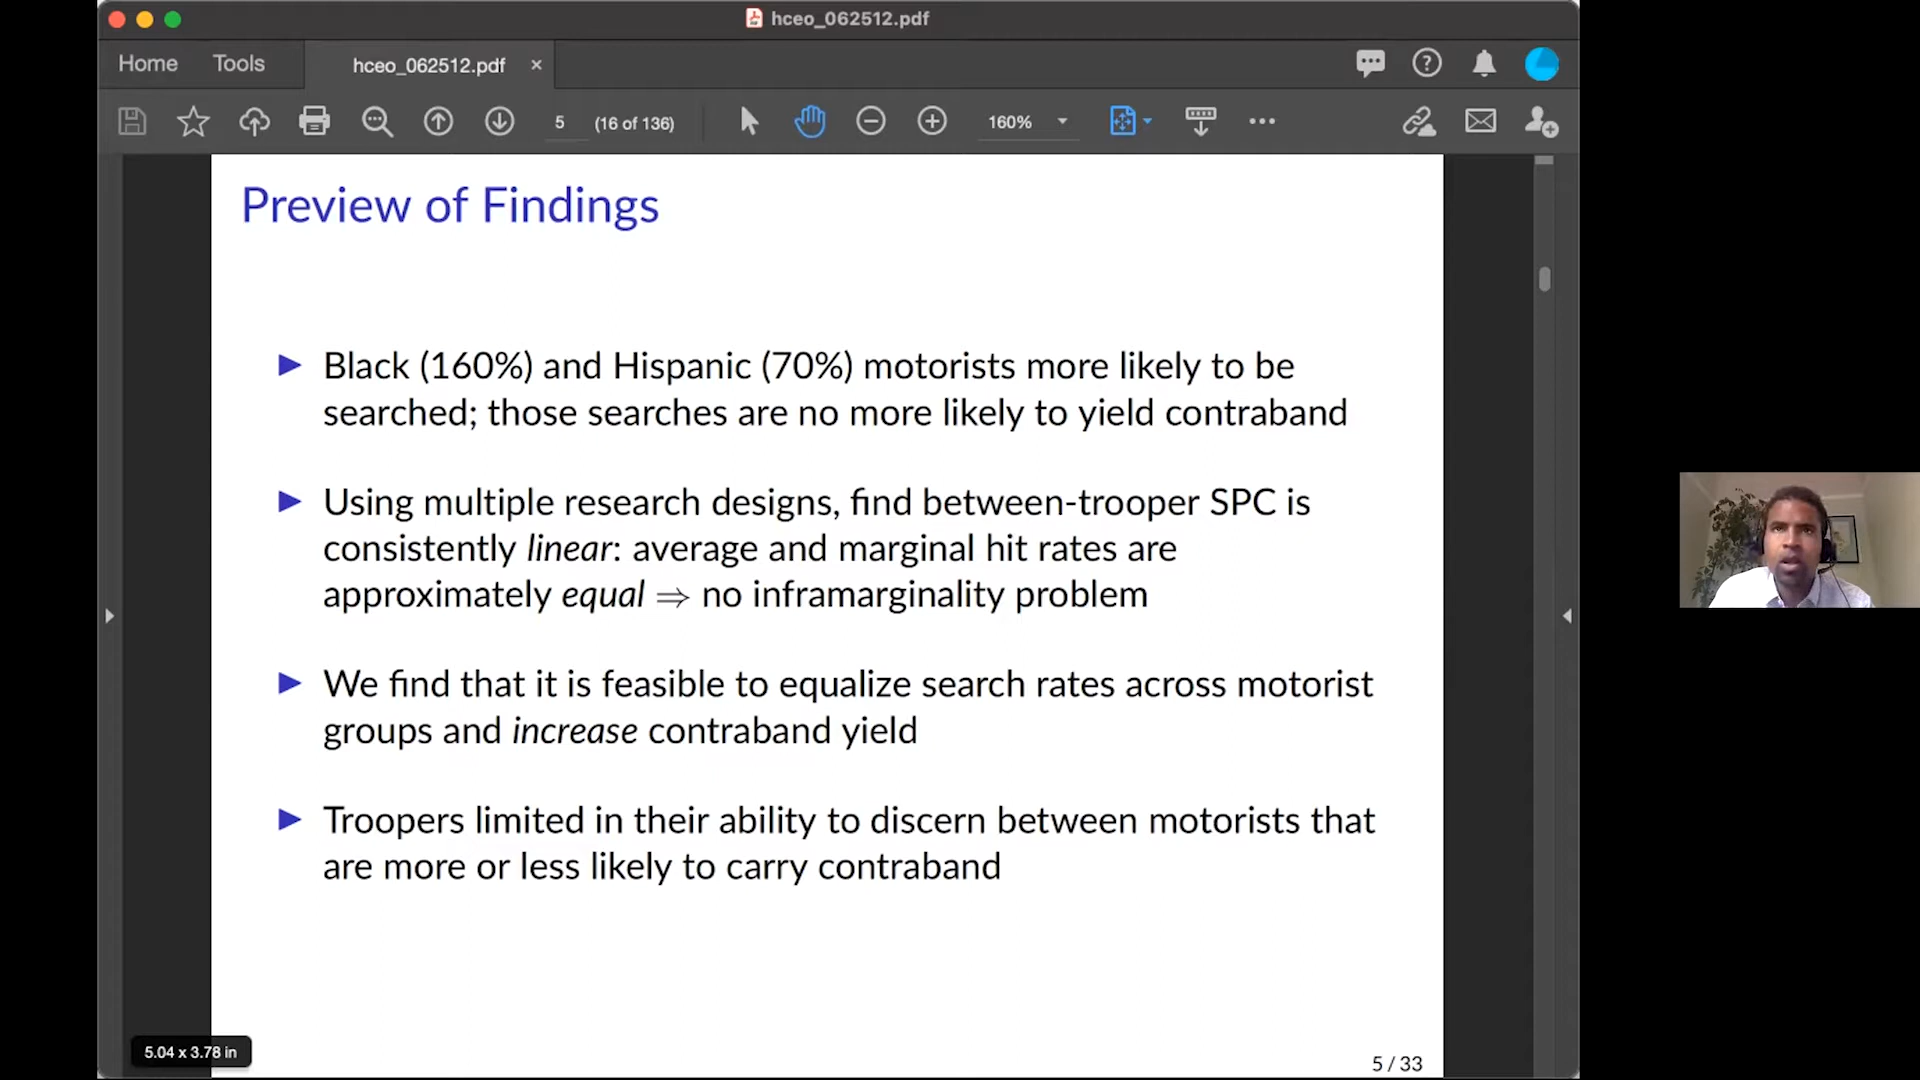 hceo_062512.pdf
Home
Tools
hceo_062512.pdf
5
(16 of 136)
160%
Preview of Findings
Black (160%) and Hispanic (70%) motorists more likely to be
searched; those searches are no more likely to yield contraband
Using multiple research designs, find between-trooper SPC is
consistently linear: average and marginal hit rates are
approximately equal ⇒ no inframarginality problem
We find that it is feasible to equalize search rates across motorist
groups and increase contraband yield
Troopers limited in their ability to discern between motorists that
are more or less likely to carry contraband
5.04 x 3.78 in
5 / 33